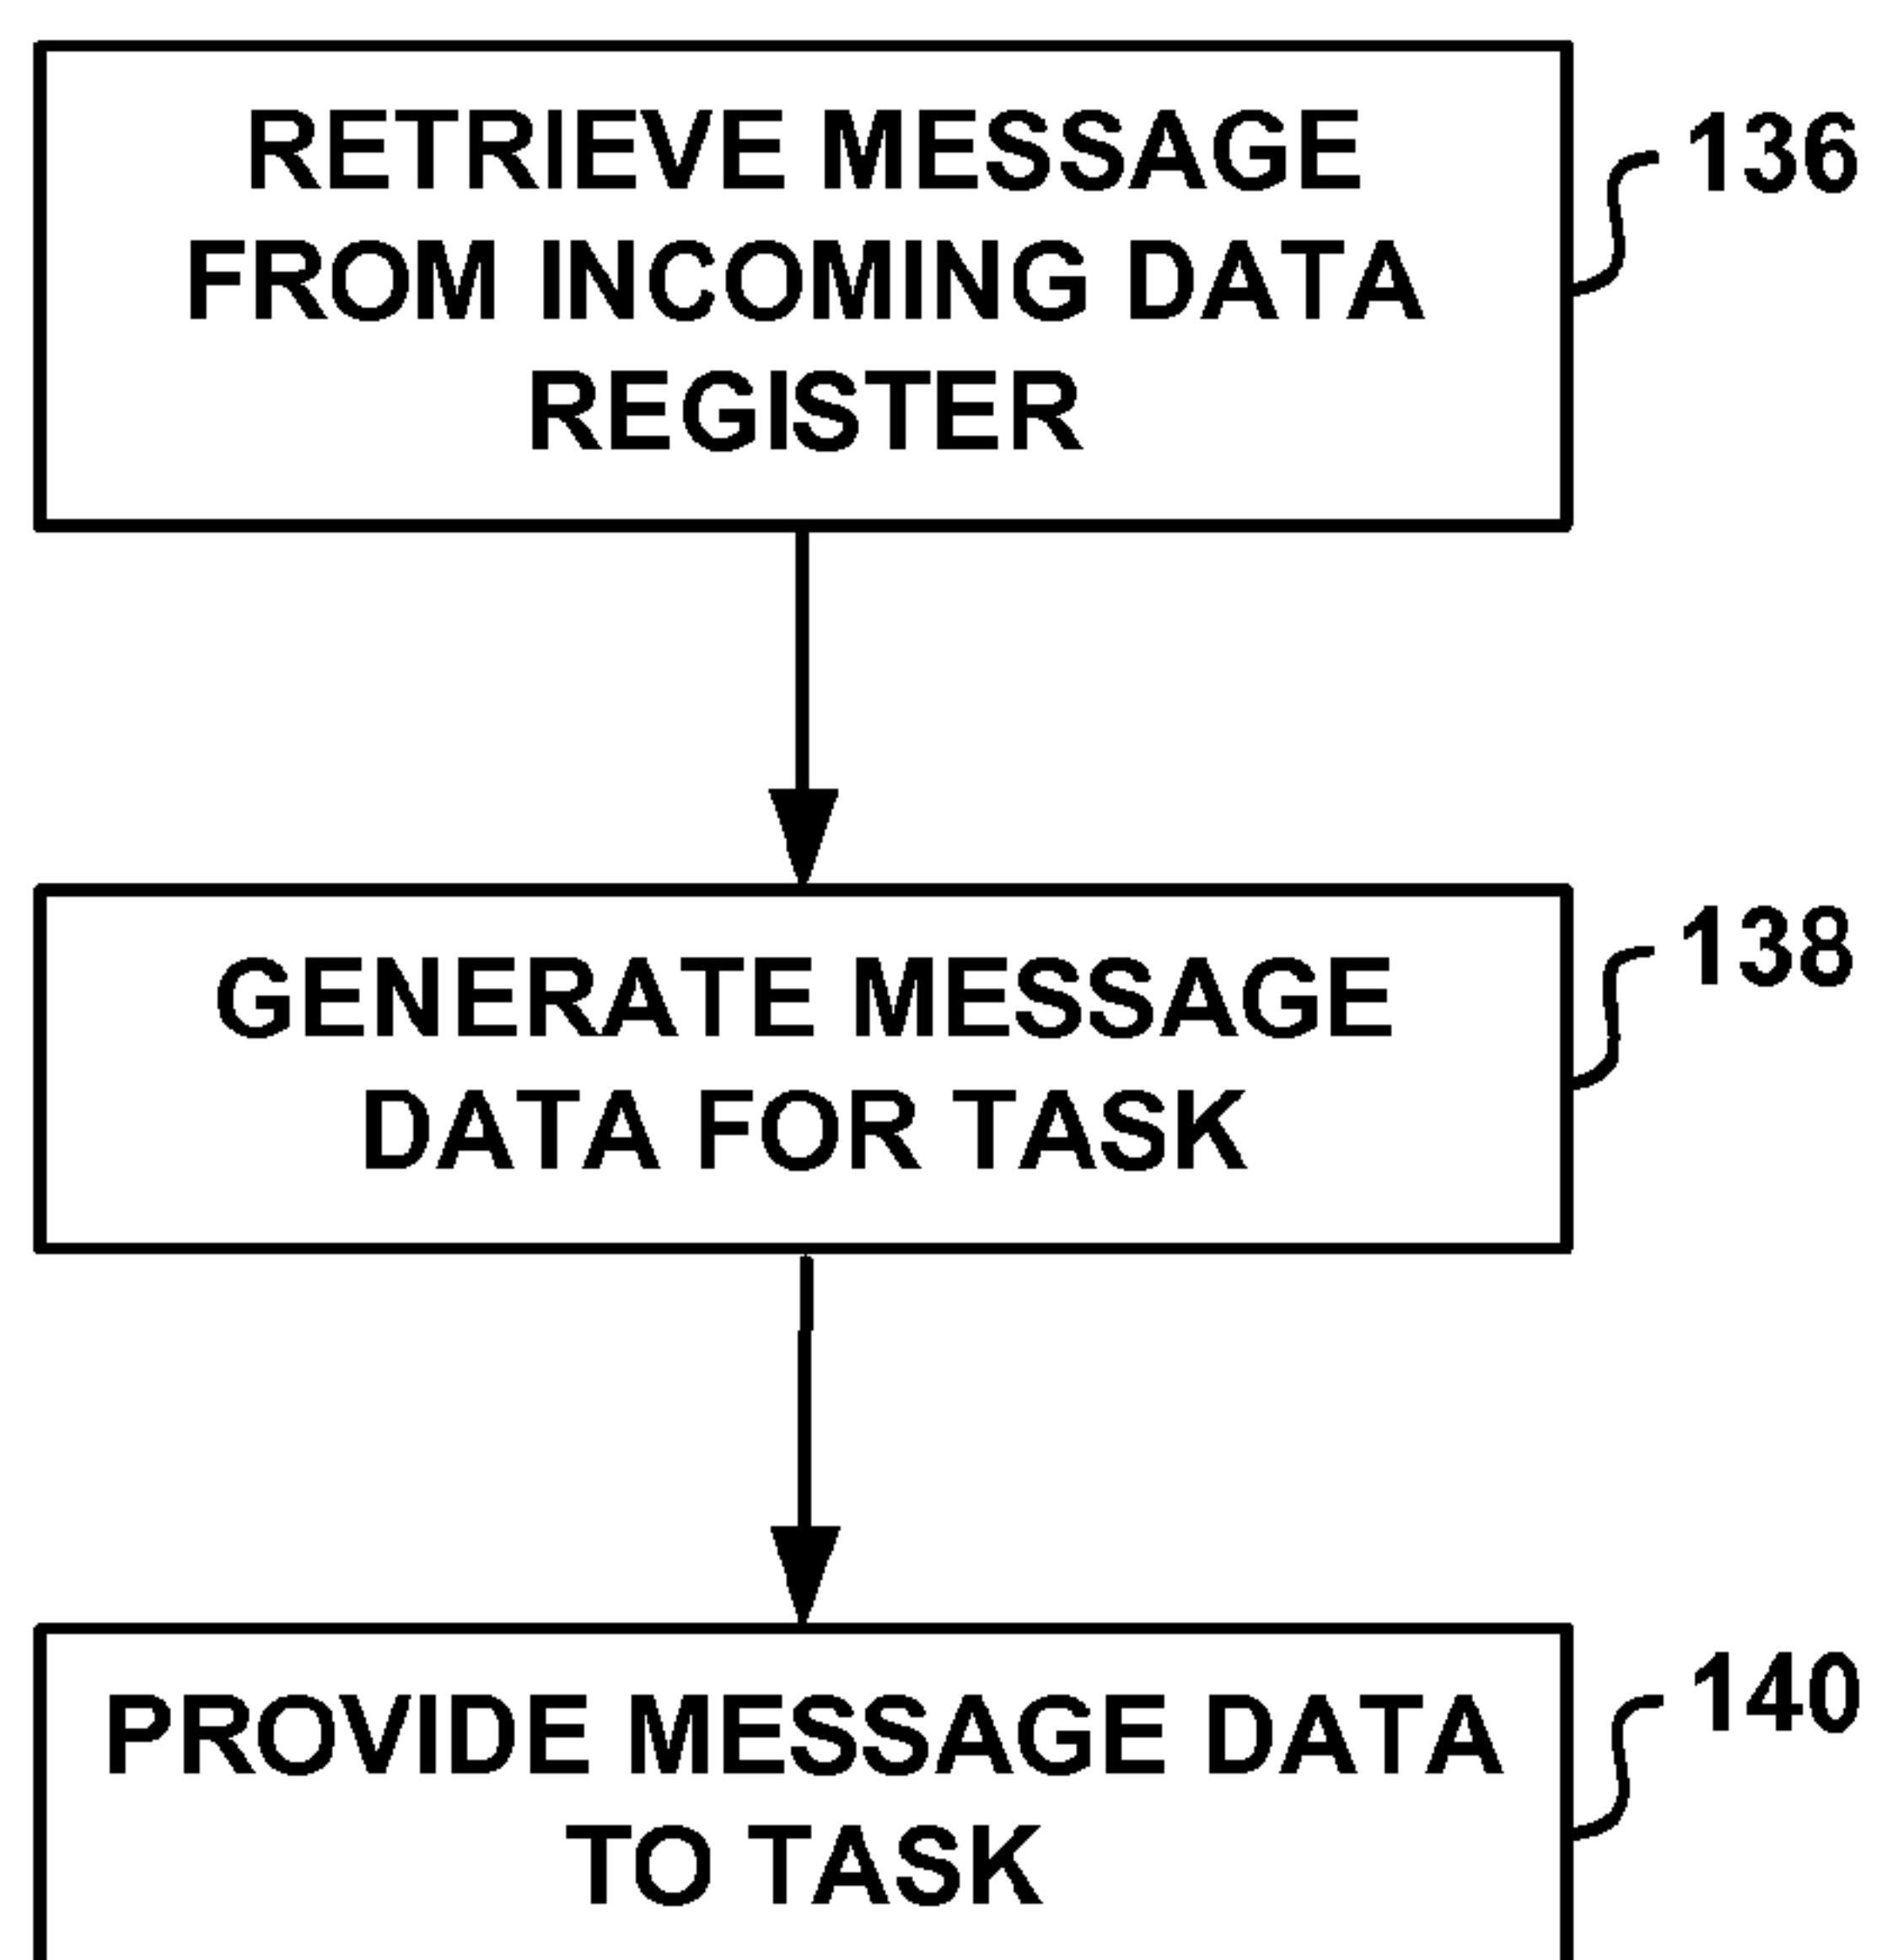 RETRIEVE MESSAGE
FROM INCOMING DATA
REGISTER
136
GENERATE MESSAGE
DATA FOR TASK
138
PROVIDE MESSAGE DATA
TO TASK
140